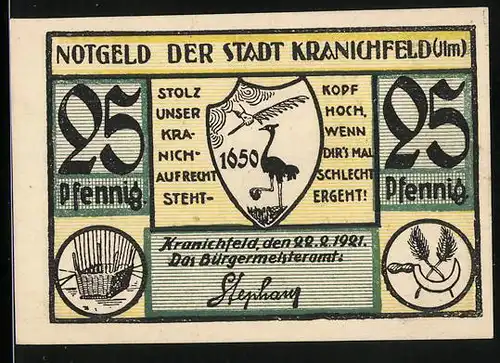 NOTGELD DER STADT KRANICHFELD (Ilm)
25
Pfennig.
STOLZ
UNSER
KRA-
NICH-
AUFRECHT
STEHT-
1650
KOPF
HOCH,
WENN
DIR'S MAL
SCHLECHT
ERGEHT!
25
Pfennig.
Kranichfeld, den 22.2.1921.
Das Bürgermeisteramt:
Stephany